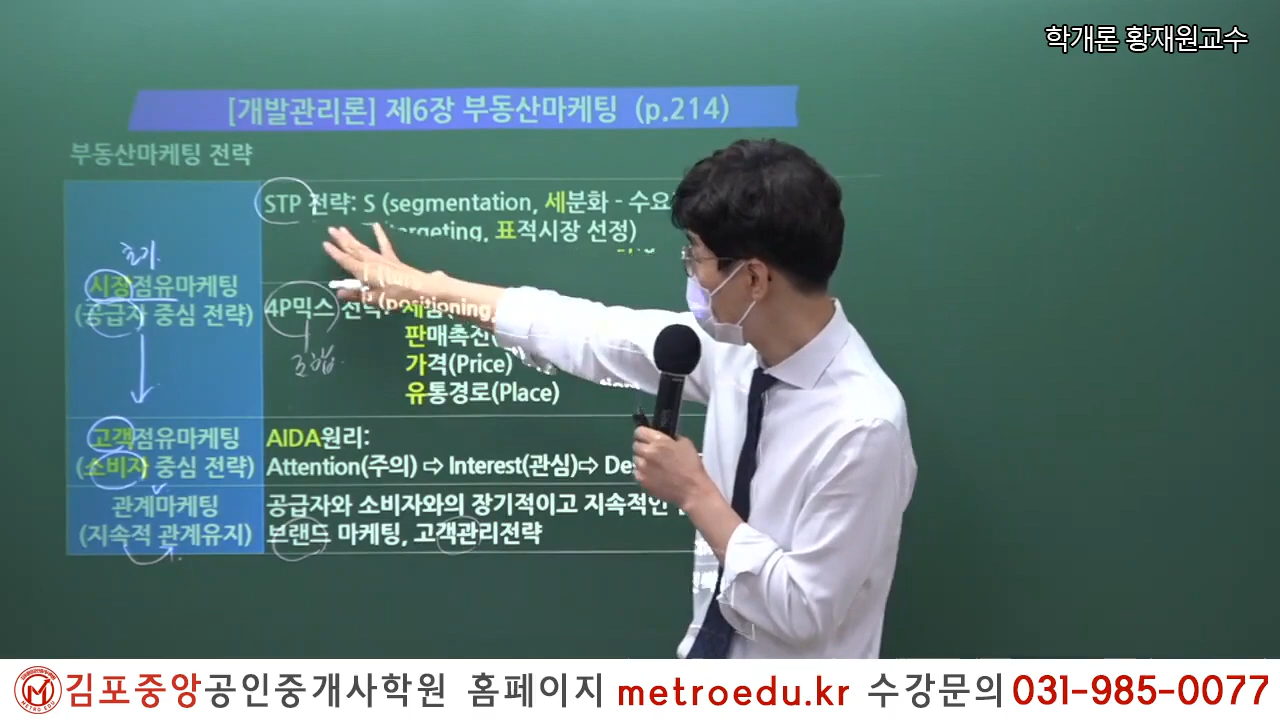 학개론 황재원교수
[개발관리론] 제6장 부동산마케팅 (p.214)
부동산마케팅 전략
STP 전략: S (segmentation, 세분화 - 수요
(targeting, 표적시장 선정)
초기
시장점유마케팅
(공급자 중심 전략)
4P믹스 전략:
(positioning,
판매촉진
가격(Price)
유통경로(Place)
조합
고객점유마케팅
(소비자 중심 전략)
AIDA원리:
Attention(주의) ⇨ Interest(관심)⇨ De
관계마케팅
(지속적 관계유지)
공급자와 소비자와의 장기적이고 지속적인
브랜드 마케팅, 고객관리전략
METRO EDU
김포중앙공인중개사학원 홈페이지 metroedu.kr 수강문의 031-985-0077